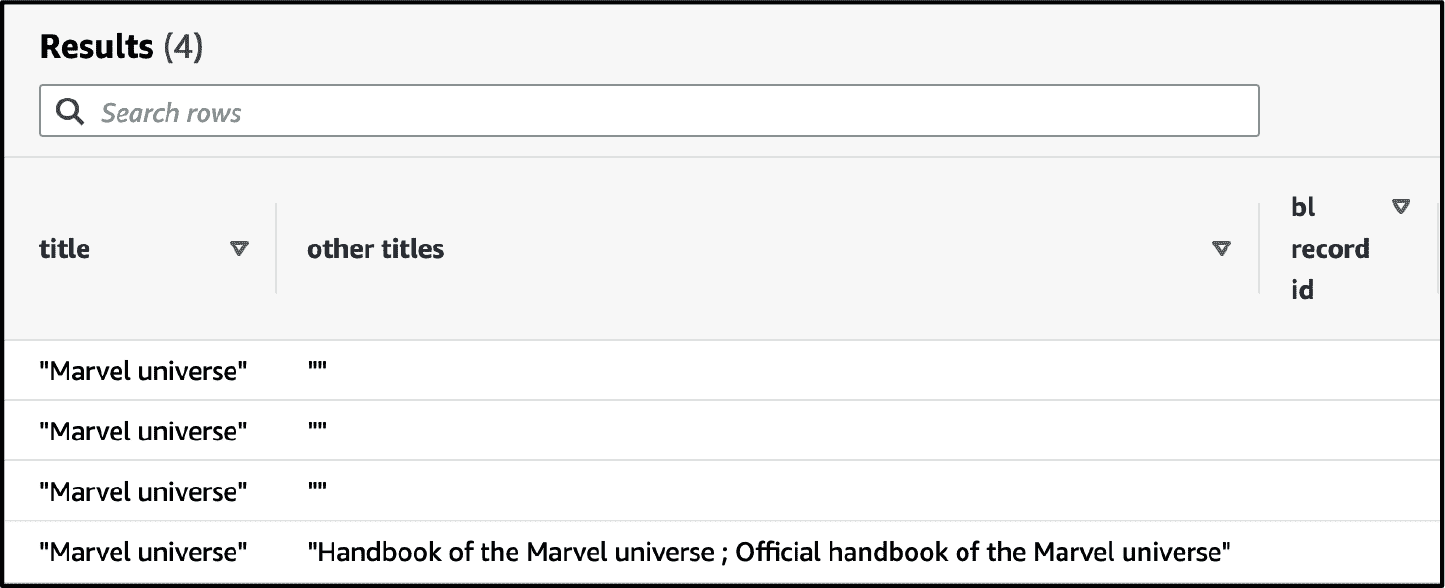 Results (4)
Search rows
title other titles bl record id
"Marvel universe" ""
"Marvel universe" ""
"Marvel universe" ""
"Marvel universe" "Handbook of the Marvel universe ; Official handbook of the Marvel universe"